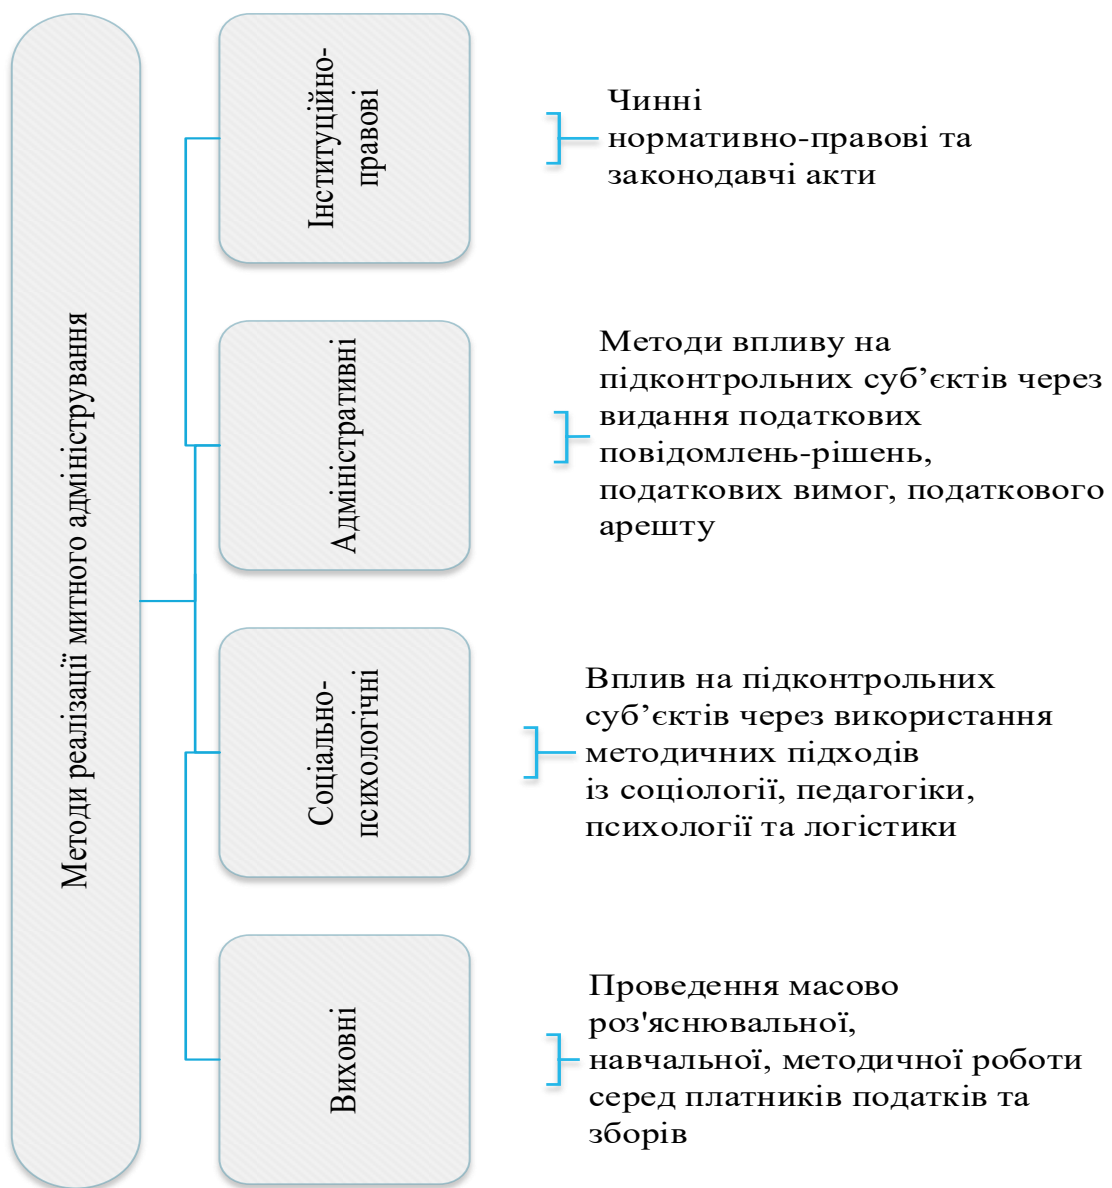 Методи реалізації митного адміністрування
Інституційно-
правові
Чинні
нормативно-правові та
законодавчі акти
Адміністративні
Методи впливу на
підконтрольних суб’єктів через
видання податкових
повідомлень-рішень,
податкових вимог, податкового
арешту
Соціально-
психологічні
Вплив на підконтрольних
суб’єктів через використання
методичних підходів
із соціології, педагогіки,
психології та логістики
Виховні
Проведення масово
роз'яснювальної,
навчальної, методичної роботи
серед платників податків та
зборів